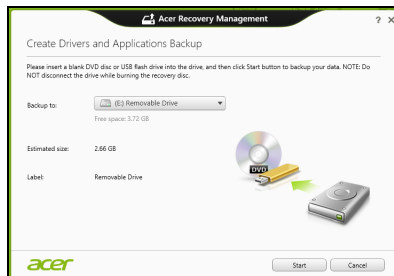 Acer Recovery Management
? X
Create Drivers and Applications Backup
Please insert a blank DVD disc or USB flash drive into the drive, and then click Start button to backup your data. NOTE: Do
NOT disconnect the drive while burning the recovery disc.
Backup to:
(E:) Removable Drive
Free space: 3.72 GB
Estimated size:
2.66 GB
Label:
Removable Drive
DVD
acer
Start
Cancel